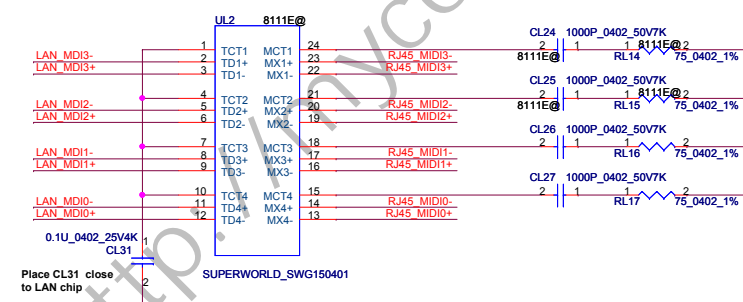 UL2 8111E@
CL24 1000P_0402_50V7K
1 TCT1 MCT1 24
2 1 1 8111E@ 2
LAN_MDI3- 2 TD1+ MX1+ 23 RJ45_MIDI3-
8111E@ RL14 75_0402_1%
LAN_MDI3+ 3 TD1- MX1- 22 RJ45_MIDI3+
CL25 1000P_0402_50V7K
4 TCT2 MCT2 21
2 1 1 8111E@ 2
LAN_MDI2- 5 TD2+ MX2+ 20 RJ45_MIDI2-
8111E@ RL15 75_0402_1%
LAN_MDI2+ 6 TD2- MX2- 19 RJ45_MIDI2+
CL26 1000P_0402_50V7K
7 TCT3 MCT3 18
2 1 1 2
LAN_MDI1- 8 TD3+ MX3+ 17 RJ45_MIDI1-
RL16 75_0402_1%
LAN_MDI1+ 9 TD3- MX3- 16 RJ45_MIDI1+
CL27 1000P_0402_50V7K
10 TCT4 MCT4 15
2 1 1 2
LAN_MDI0- 11 TD4+ MX4+ 14 RJ45_MIDI0-
RL17 75_0402_1%
LAN_MDI0+ 12 TD4- MX4- 13 RJ45_MIDI0+
0.1U_0402_25V4K 1
CL31
2
Place CL31 close
to LAN chip
SUPERWORLD_SWG150401
ttp://myco